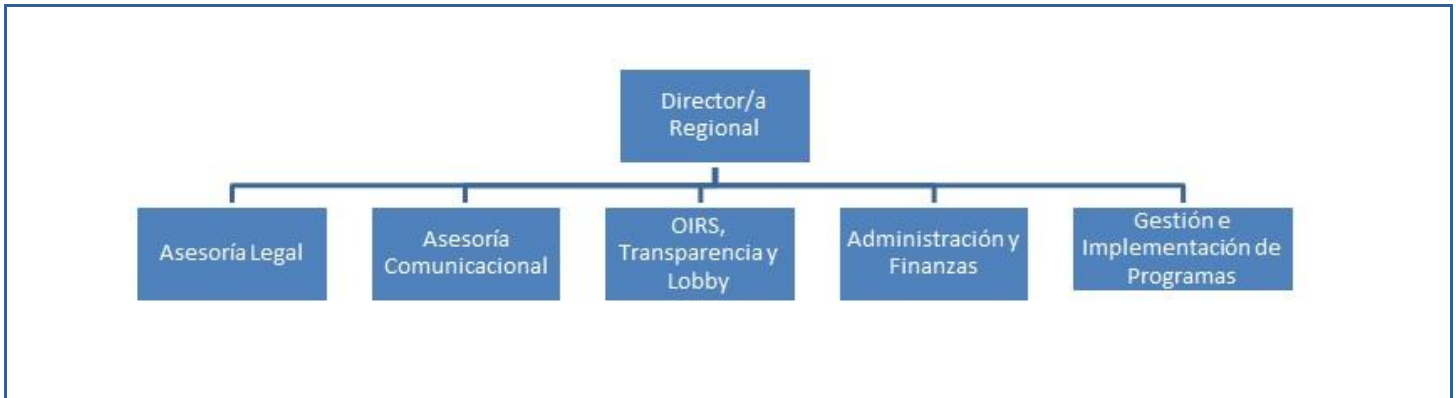 Director/a
Regional
Asesoría Legal
Asesoría
Comunicacional
OIRS,
Transparencia y
Lobby
Administración y
Finanzas
Gestión e
Implementación de
Programas